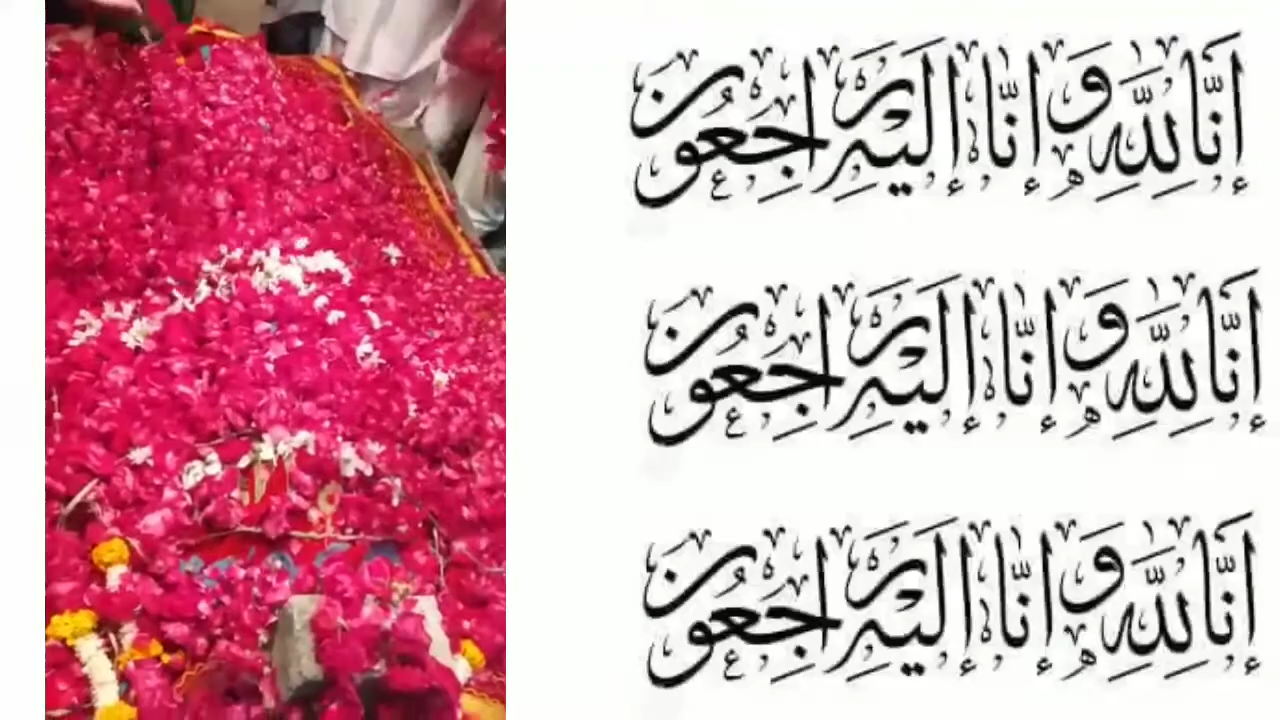 إِنَّا لِلَّٰهِ وَإِنَّا إِلَيْهِ رَاجِعُونَ
إِنَّا لِلَّٰهِ وَإِنَّا إِلَيْهِ رَاجِعُونَ
إِنَّا لِلَّٰهِ وَإِنَّا إِلَيْهِ رَاجِعُونَ